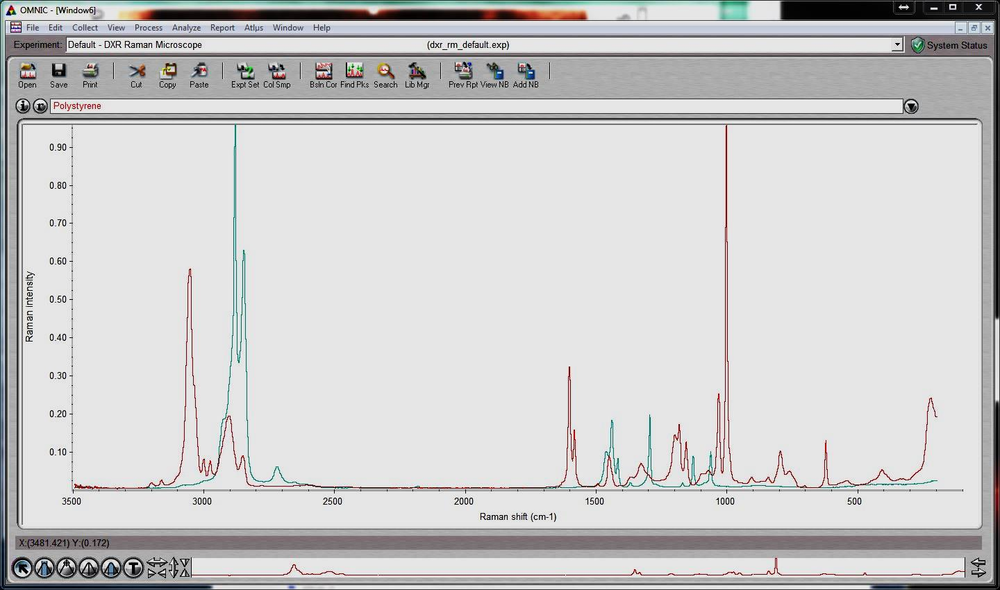 OMNIC - [Window6]
File Edit Collect View Process Analyze Report Atlµs Window Help
Experiment: Default - DXR Raman Microscope (dxr_rm_default.exp) System Status
Open Save Print Cut Copy Paste Expt Set Col Smp Bsln Cor Find Pks Search Lib Mgr Prev Rpt View NB Add NB
Polystyrene
0.90
0.80
0.70
0.60
0.50
0.40
0.30
0.20
0.10
Raman intensity
3500 3000 2500 2000 1500 1000 500
Raman shift (cm-1)
X:(3481.421) Y:(0.172)
T